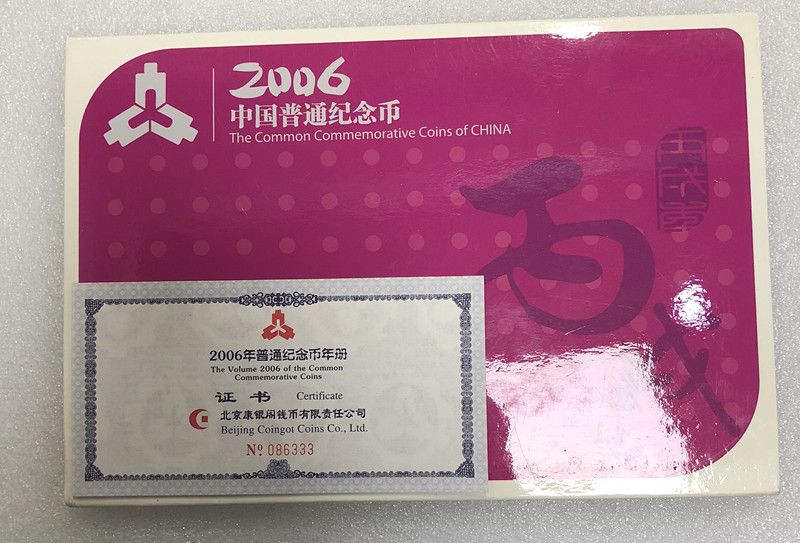 2006
中国普通纪念币
The Common Commemorative Coins of CHINA
丙戌
2006年普通纪念币年册
The Volume 2006 of the Common
Commemorative Coins
证书 Certificate
北京康银阁钱币有限责任公司
Beijing Coingot Coins Co., Ltd.
Nº 086333